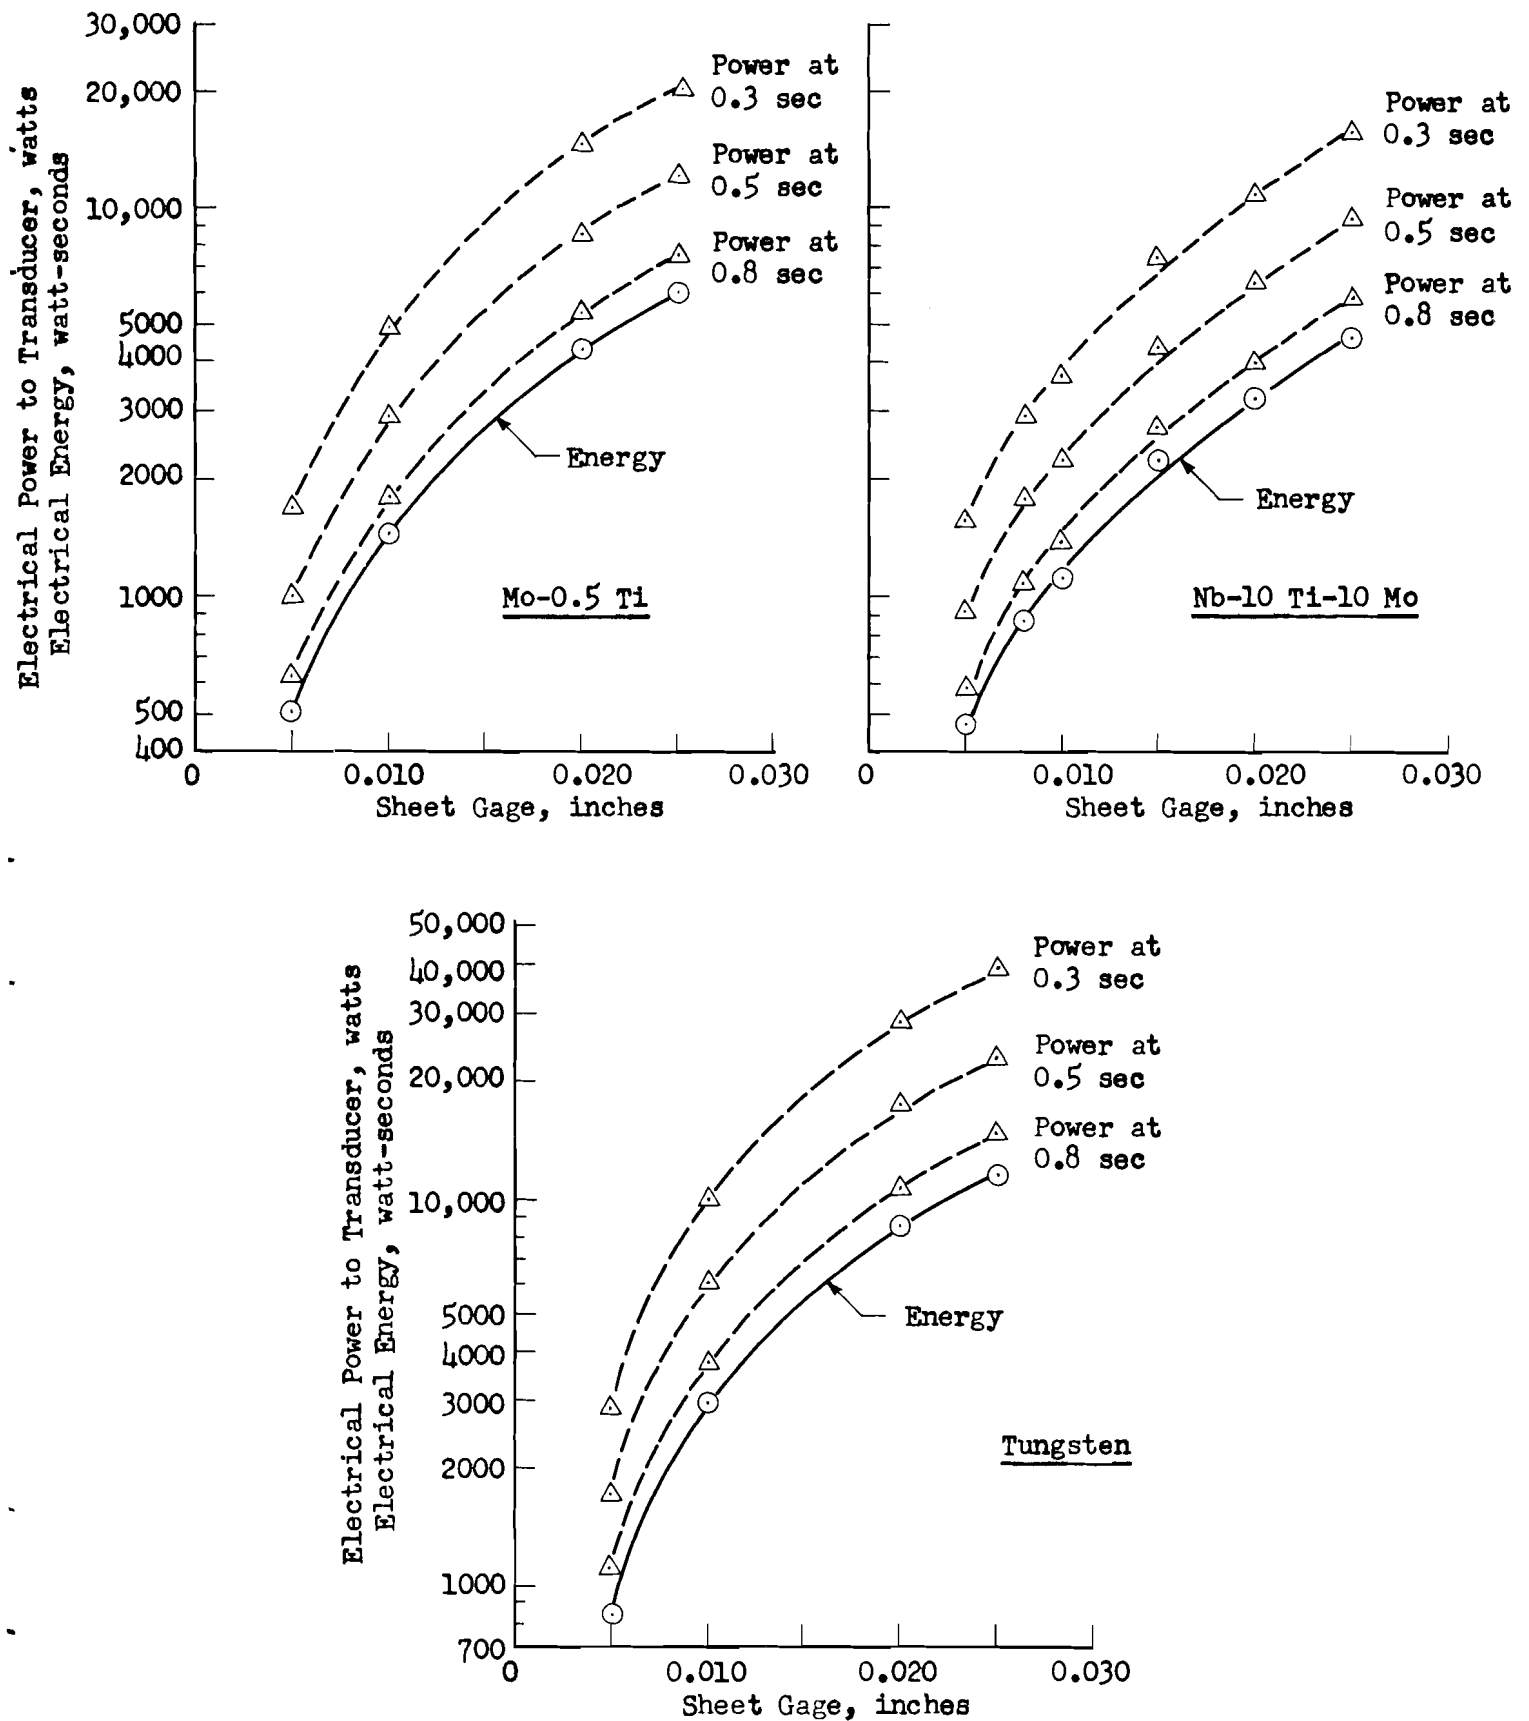 Electrical Power to Transducer, watts
Electrical Energy, watt-seconds
30,000
20,000
10,000
5000
4000
3000
2000
1000
500
400
Power at
0.3 sec
Power at
0.5 sec
Power at
0.8 sec
Energy
Mo-0.5 Ti
0
0.010
0.020
0.030
Sheet Gage, inches
Power at
0.3 sec
Power at
0.5 sec
Power at
0.8 sec
Energy
Nb-10 Ti-10 Mo
0
0.010
0.020
0.030
Sheet Gage, inches
Electrical Power to Transducer, watts
Electrical Energy, watt-seconds
50,000
40,000
30,000
20,000
10,000
5000
4000
3000
2000
1000
700
Power at
0.3 sec
Power at
0.5 sec
Power at
0.8 sec
Energy
Tungsten
0
0.010
0.020
0.030
Sheet Gage, inches